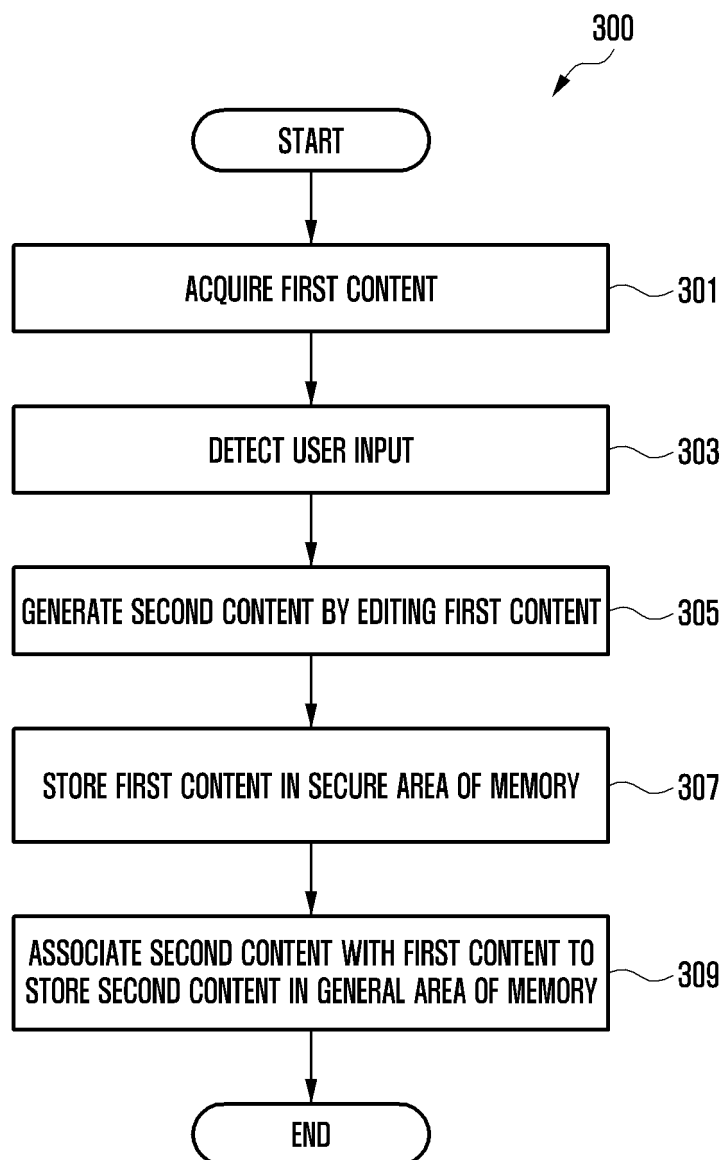 300
START
ACQUIRE FIRST CONTENT
301
DETECT USER INPUT
303
GENERATE SECOND CONTENT BY EDITING FIRST CONTENT
305
STORE FIRST CONTENT IN SECURE AREA OF MEMORY
307
ASSOCIATE SECOND CONTENT WITH FIRST CONTENT TO
STORE SECOND CONTENT IN GENERAL AREA OF MEMORY
309
END